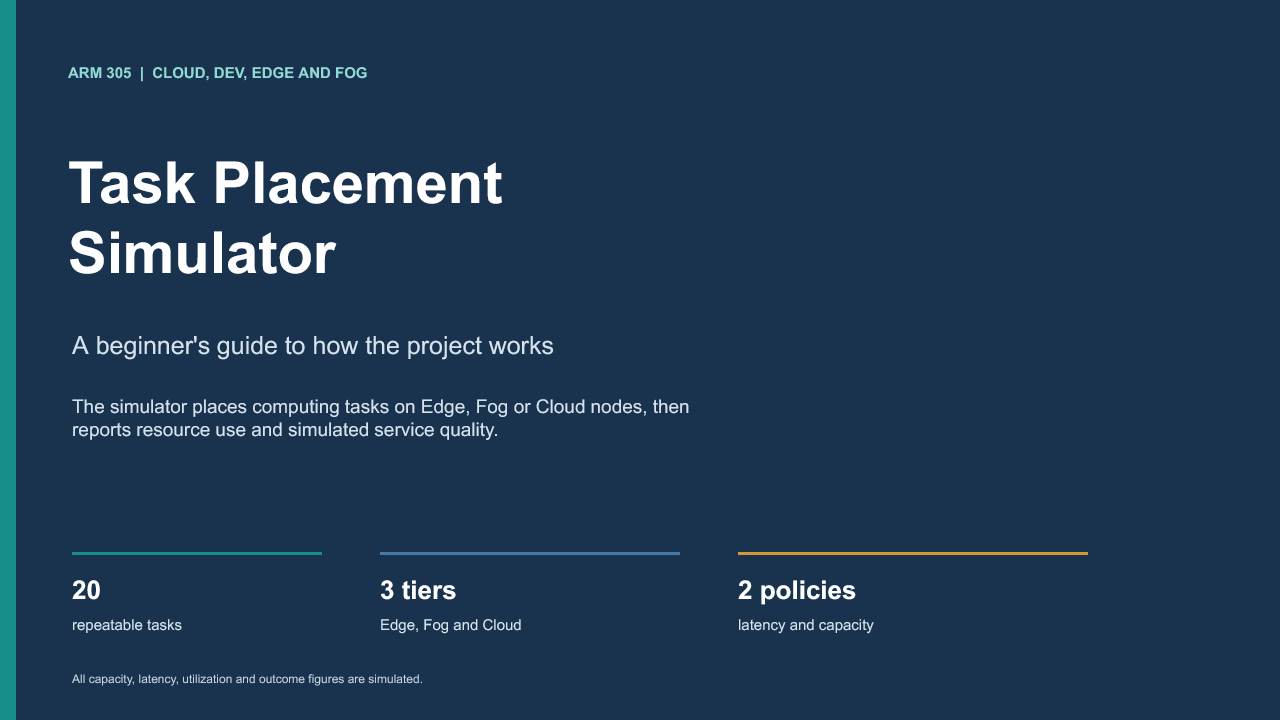 ARM 305 | CLOUD, DEV, EDGE AND FOG
Task Placement
Simulator
A beginner's guide to how the project works
The simulator places computing tasks on Edge, Fog or Cloud nodes, then
reports resource use and simulated service quality.
20
repeatable tasks
3 tiers
Edge, Fog and Cloud
2 policies
latency and capacity
All capacity, latency, utilization and outcome figures are simulated.